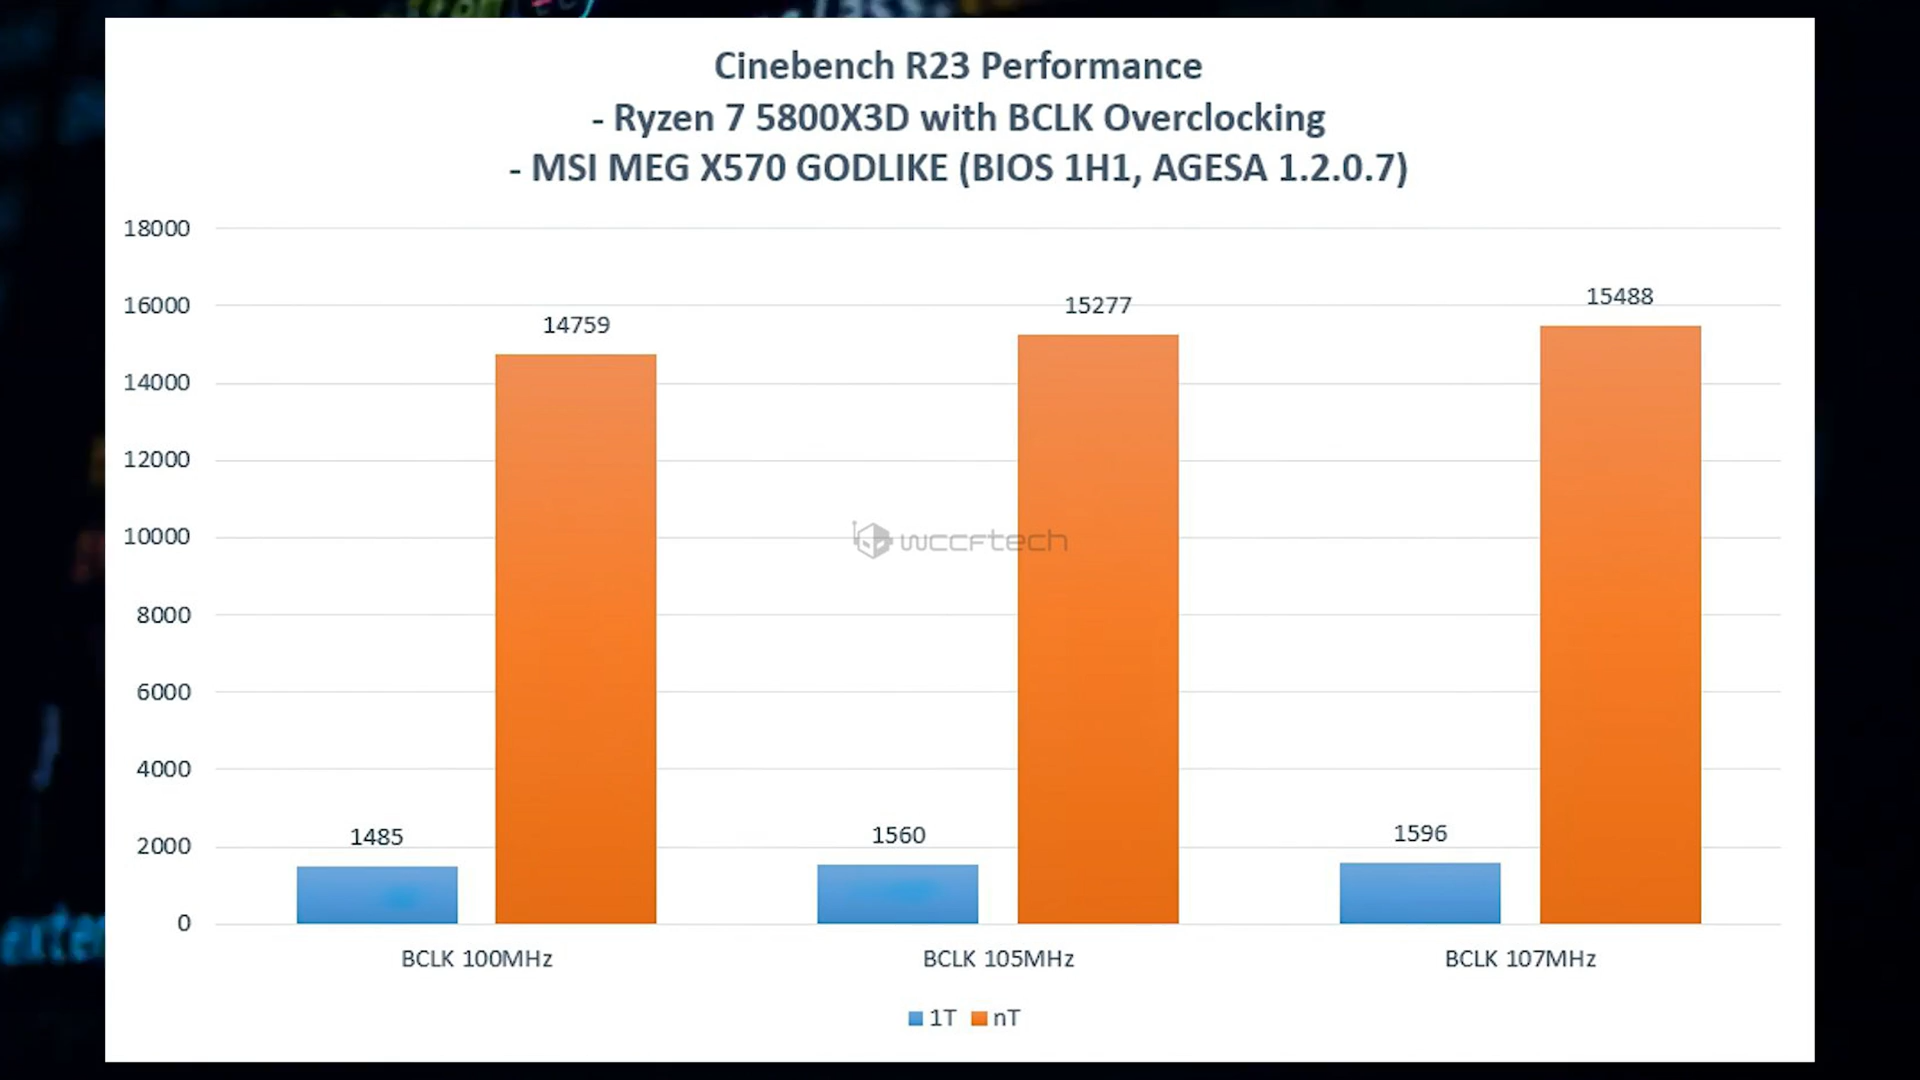 Cinebench R23 Performance
- Ryzen 7 5800X3D with BCLK Overclocking
- MSI MEG X570 GODLIKE (BIOS 1H1, AGESA 1.2.0.7)
18000
16000
14000
12000
10000
8000
6000
4000
2000
0
14759
15277
15488
1485
1560
1596
wccftech
BCLK 100MHz
BCLK 105MHz
BCLK 107MHz
1T nT
exter